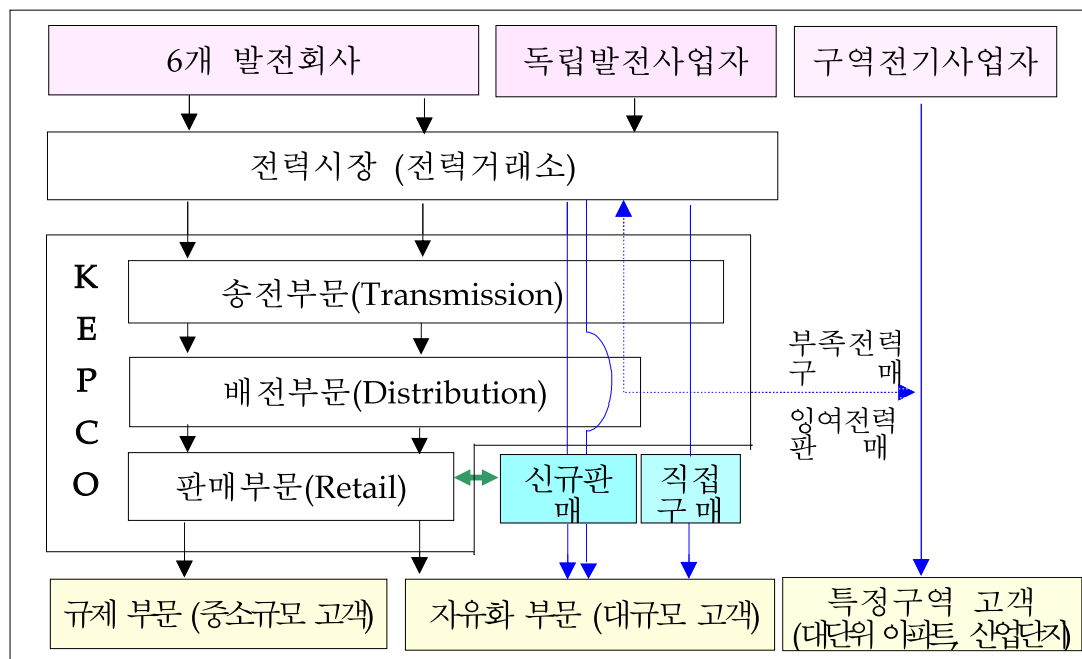 6개 발전회사
독립발전사업자
구역전기사업자
전력시장 (전력거래소)
K
E
P
C
O
송전부문(Transmission)
배전부문(Distribution)
판매부문(Retail)
신규판
매
직접
구매
부족전력
구 매
잉여전력
판 매
규제 부문 (중소규모 고객)
자유화 부문 (대규모 고객)
특정구역 고객
(대단위 아파트, 산업단지)